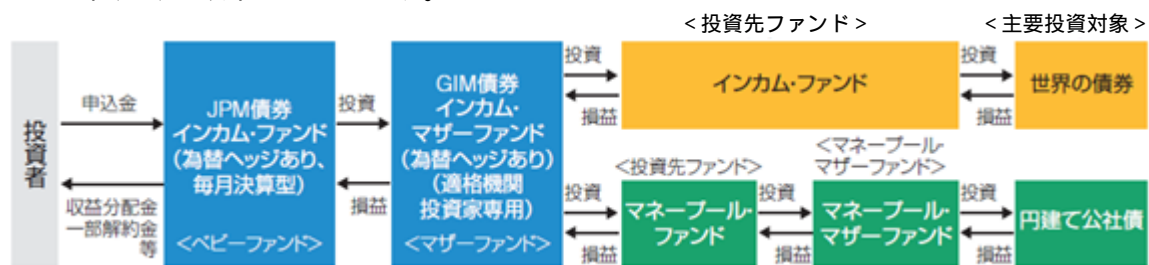 <投資先ファンド>
<主要投資対象>
投資者
申込金
収益分配金
一部解約金
等
JPM債券
インカム・ファンド
(為替ヘッジあり、
毎月決算型)
<ベビーファンド>
投資
損益
GIM債券
インカム・
マザーファンド
(為替ヘッジあり)
(適格機関
投資家専用)
<マザーファンド>
投資
損益
インカム・ファンド
投資
損益
世界の債券
投資
損益
<投資先ファンド>
マネープール・
ファンド
投資
損益
<マネープール・
マザーファンド>
マネープール・
マザーファンド
投資
損益
円建て公社債